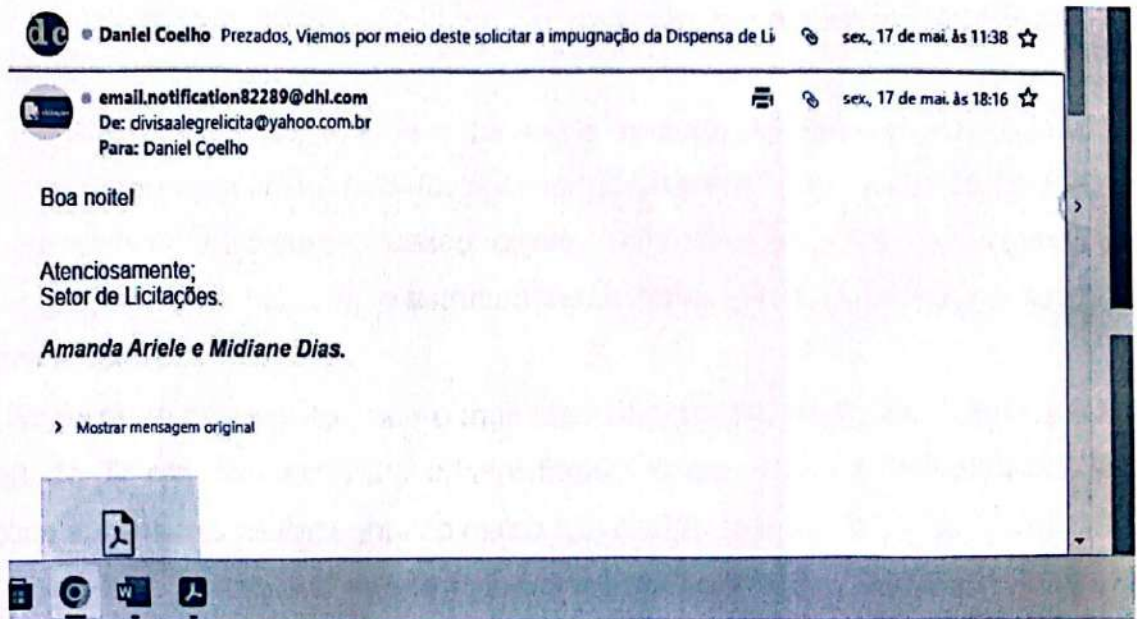 dc Daniel Coelho Prezados, Viemos por meio deste solicitar a impugnação da Dispensa de Li sex., 17 de mai. às 11:38
email.notification82289@dhl.com sex., 17 de mai. às 18:16
De: divisaalegrelicita@yahoo.com.br
Para: Daniel Coelho
Boa noite!
Atenciosamente;
Setor de Licitações.
Amanda Ariele e Midiane Dias.
Mostrar mensagem original